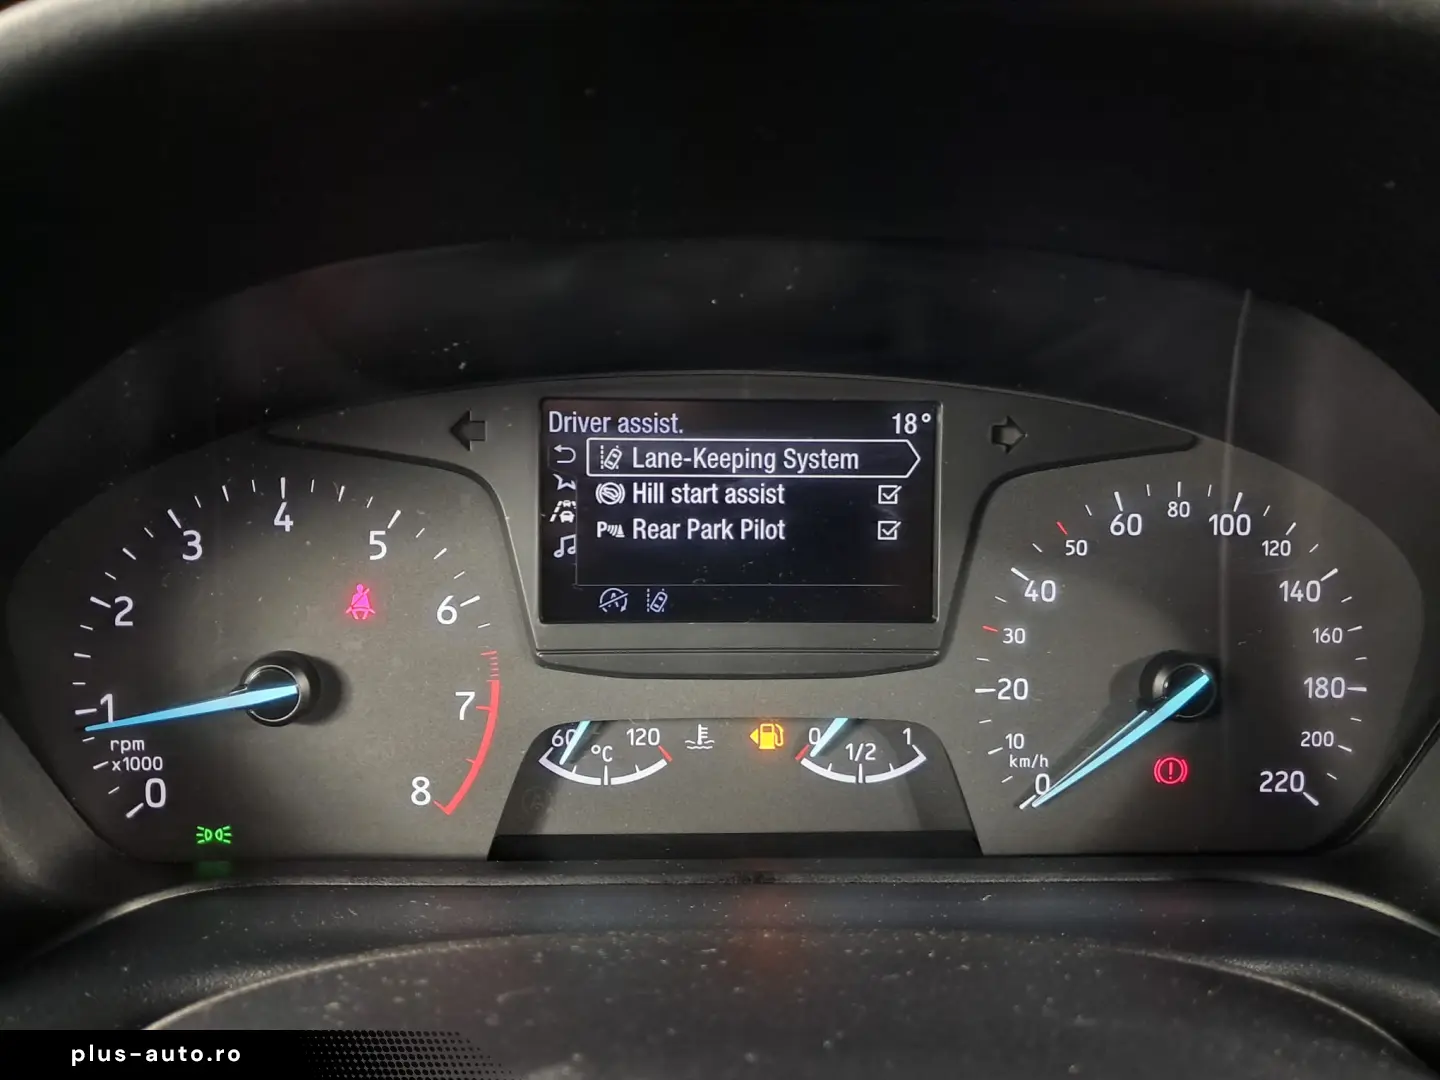 Driver assist. 18°
Lane-Keeping System
Hill start assist
P Rear Park Pilot
0
1
2
3
4
5
6
7
8
rpm
x1000
60 °C 120
0 1/2 1
0
10
20
30
40
50
60
80
100
120
140
160
180
200
220
km/h
plus-auto.ro